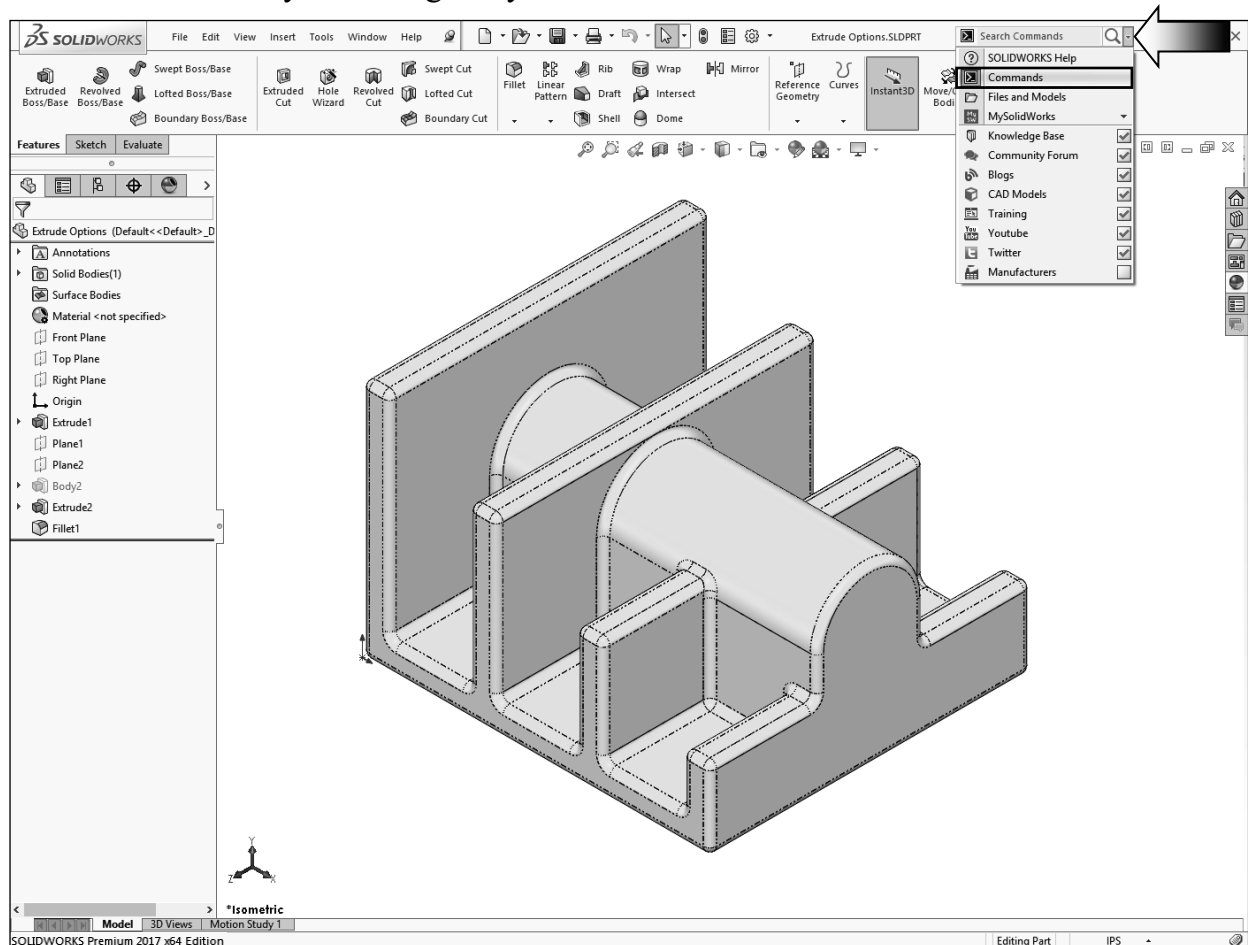 SOLIDWORKS File Edit View Insert Tools Window Help Extrude Options.SLDPRT Search Commands
SOLIDWORKS Help
Commands
Files and Models
MySolidWorks
Knowledge Base
Community Forum
Blogs
CAD Models
Training
Youtube
Twitter
Manufacturers
Extruded Boss/Base
Revolved Boss/Base
Swept Boss/Base
Lofted Boss/Base
Boundary Boss/Base
Extruded Cut
Hole Wizard
Revolved Cut
Swept Cut
Lofted Cut
Boundary Cut
Fillet
Linear Pattern
Rib
Draft
Shell
Wrap
Intersect
Dome
Mirror
Reference Geometry
Curves
Instant3D
Features Sketch Evaluate
Extrude Options (Default<<Default>_D
Annotations
Solid Bodies(1)
Surface Bodies
Material <not specified>
Front Plane
Top Plane
Right Plane
Origin
Extrude1
Plane1
Plane2
Body2
Extrude2
Fillet1
Y
Z X
*Isometric
Model 3D Views Motion Study 1
SOLIDWORKS Premium 2017 x64 Edition Editing Part IPS